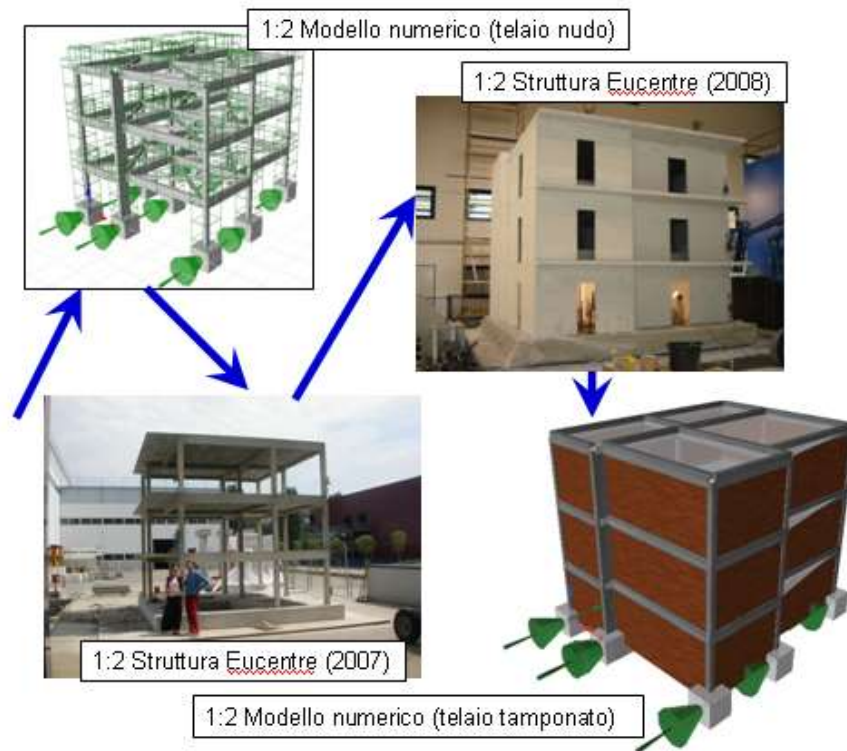 1:2 Modello numerico (telaio nudo)
1:2 Struttura Eucentre (2008)
1:2 Struttura Eucentre (2007)
1:2 Modello numerico (telaio tamponato)